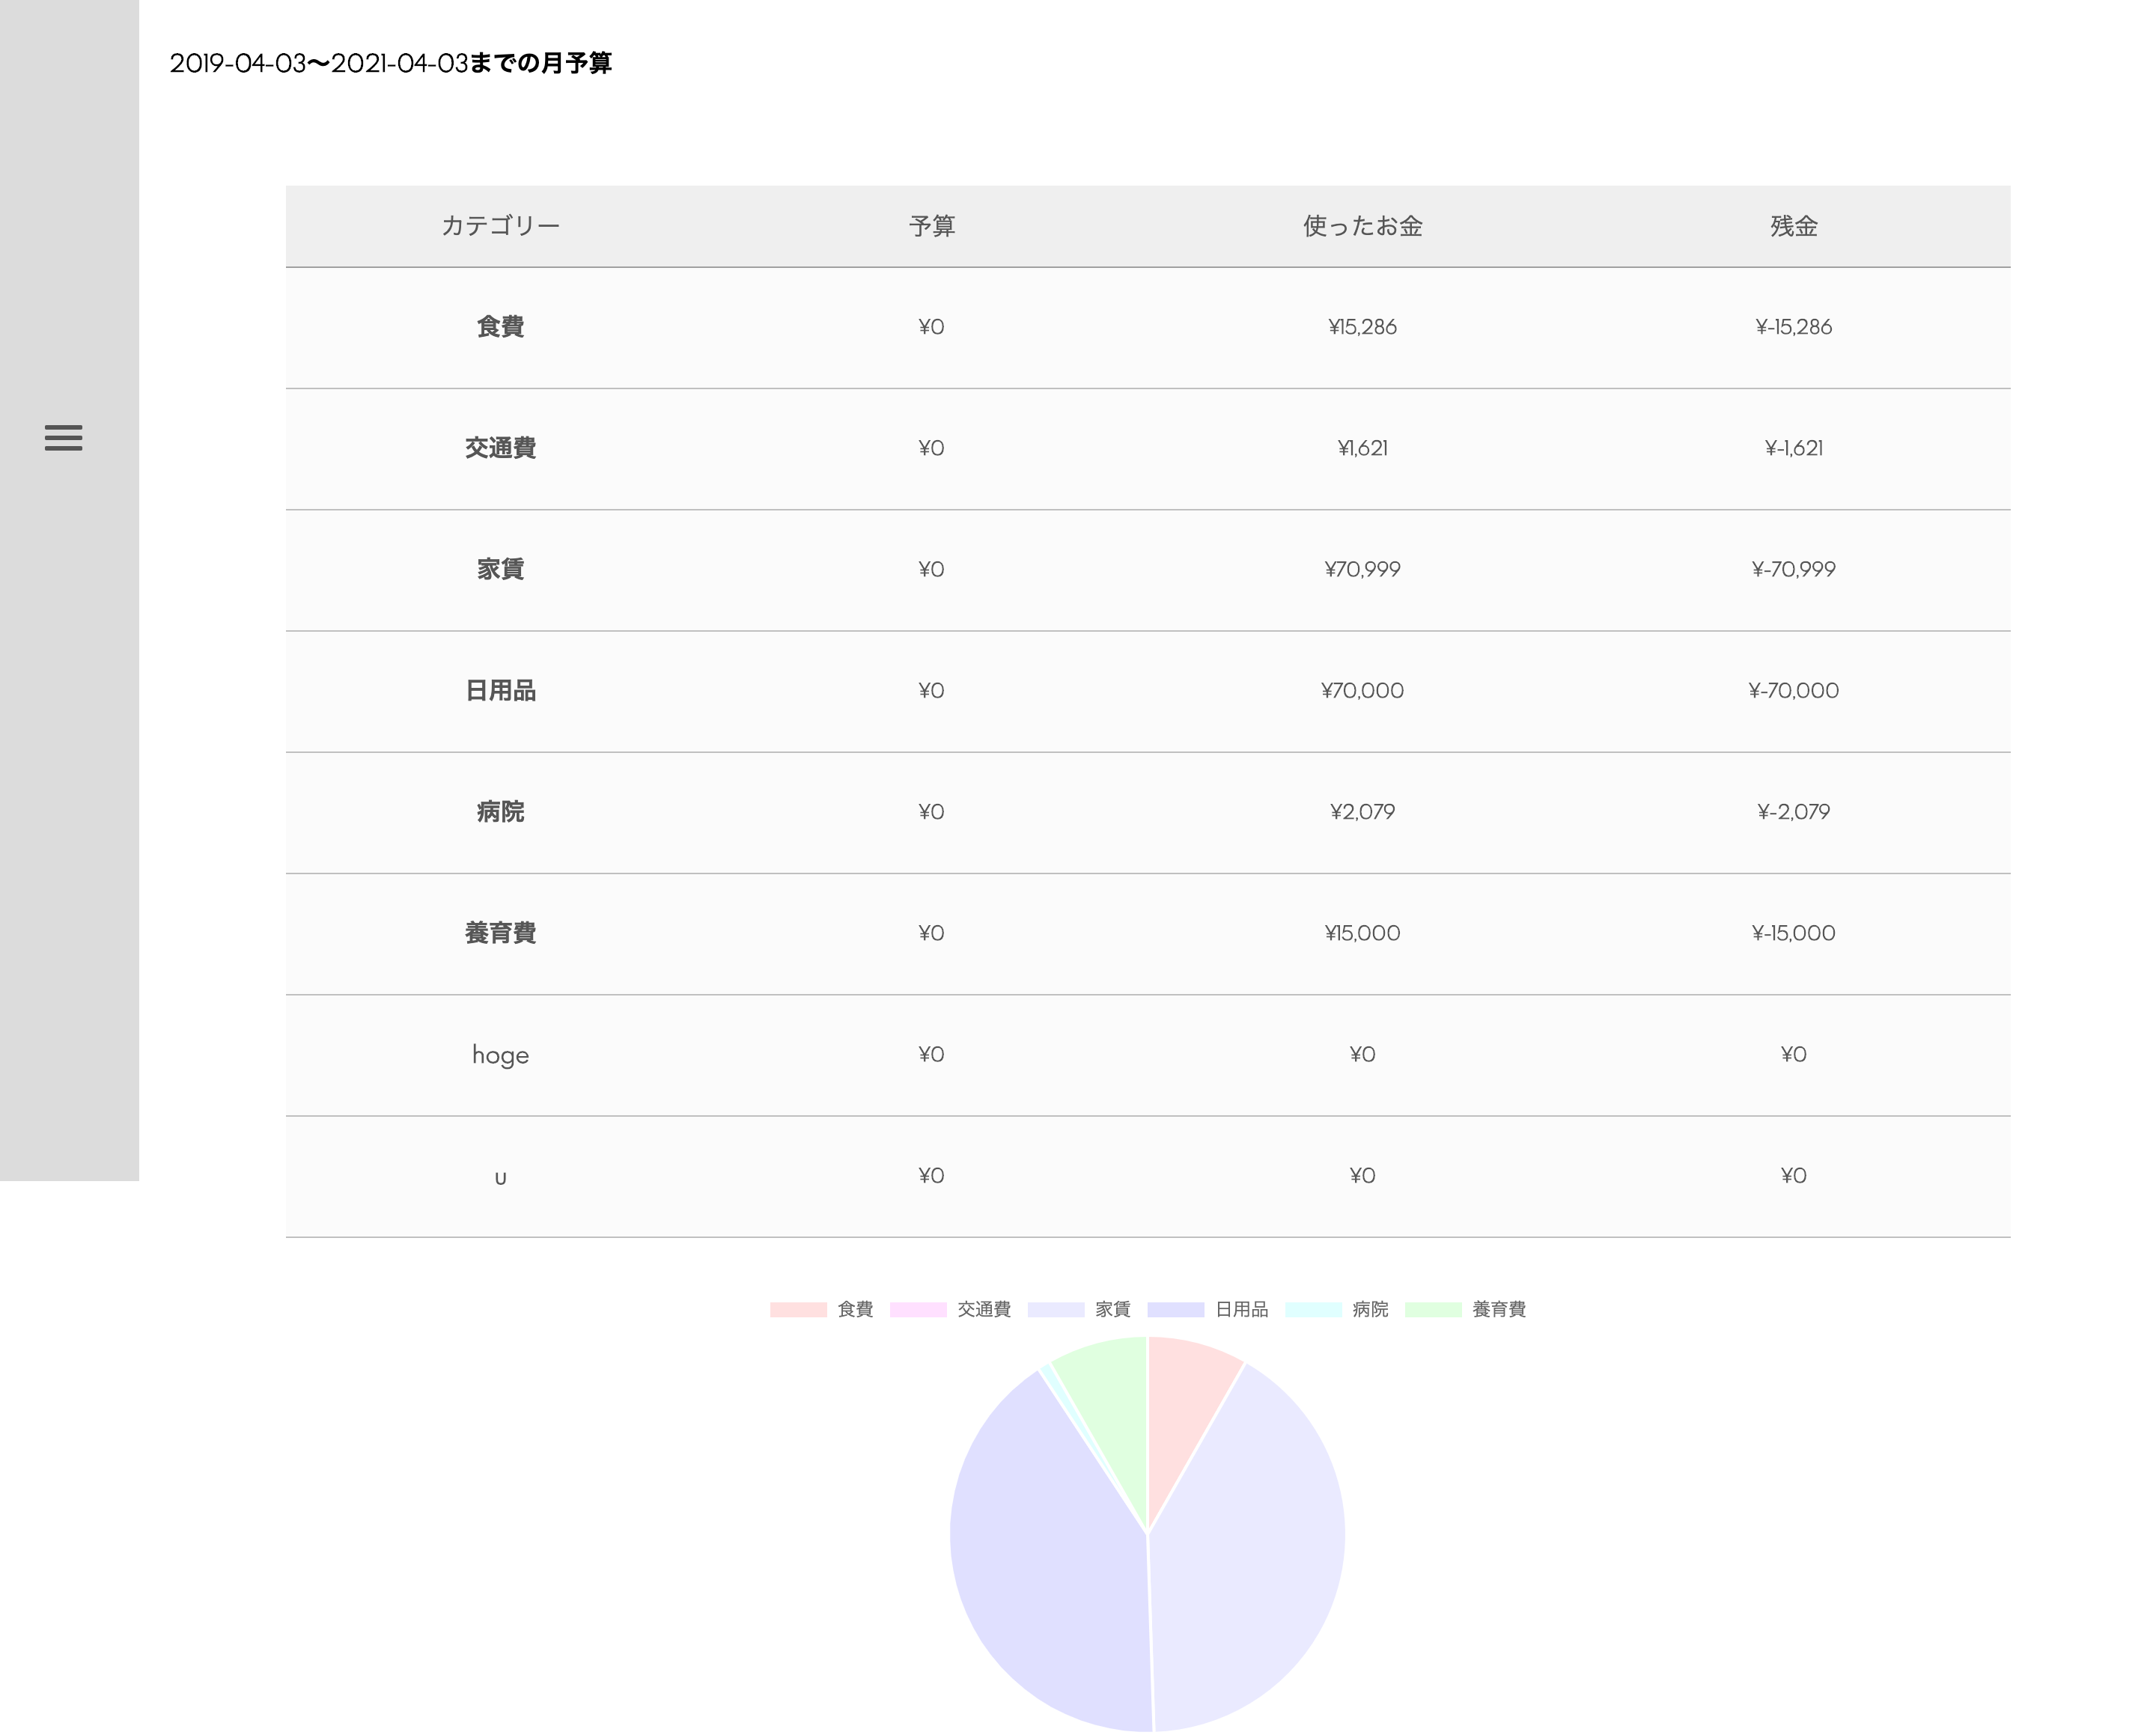 2019-04-03〜2021-04-03までの月予算
カテゴリー 予算 使ったお金 残金
食費 ¥0 ¥15,286 ¥-15,286
交通費 ¥0 ¥1,621 ¥-1,621
家賃 ¥0 ¥70,999 ¥-70,999
日用品 ¥0 ¥70,000 ¥-70,000
病院 ¥0 ¥2,079 ¥-2,079
養育費 ¥0 ¥15,000 ¥-15,000
hoge ¥0 ¥0 ¥0
u ¥0 ¥0 ¥0
食費 交通費 家賃 日用品 病院 養育費